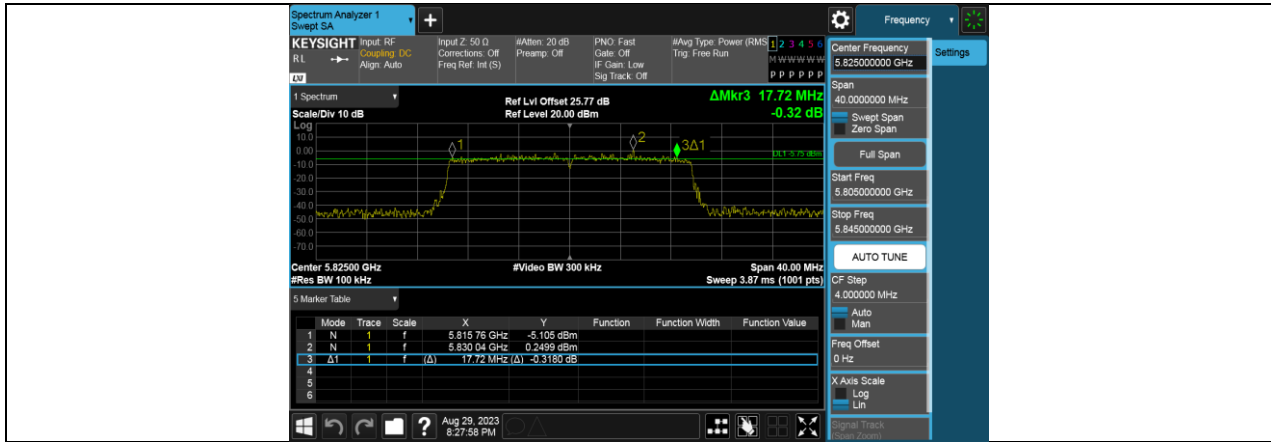 Spectrum Analyzer 1
Swept SA
+
Frequency
KEYSIGHT
Input: RF
Coupling: DC
Align: Auto
Input Z: 50 Ω
Corrections: Off
Freq Ref: Int (S)
#Atten: 20 dB
Preamp: Off
PNO: Fast
Gate: Off
IF Gain: Low
Sig Track: Off
#Avg Type: Power (RMS
Trig: Free Run
1 2 3 4 5 6
M W W W W W
P P P P P P
R L
LXI
1 Spectrum
Scale/Div 10 dB
Ref Lvl Offset 25.77 dB
Ref Level 20.00 dBm
ΔMkr3 17.72 MHz
-0.32 dB
Log
10.0
0.00
-10.0
-20.0
-30.0
-40.0
-50.0
-60.0
-70.0
1
2
3Δ1
DL1 -5.75 dBm
Center 5.82500 GHz
#Res BW 100 kHz
#Video BW 300 kHz
Span 40.00 MHz
Sweep 3.87 ms (1001 pts)
5 Marker Table
Mode Trace Scale X Y Function Function Width Function Value
1 N 1 f 5.815 76 GHz -5.105 dBm
2 N 1 f 5.830 04 GHz 0.2499 dBm
3 Δ1 1 f (Δ) 17.72 MHz (Δ) -0.3180 dB
4
5
6
?
Aug 29, 2023
8:27:58 PM
Center Frequency
5.825000000 GHz
Settings
Span
40.0000000 MHz
Swept Span
Zero Span
Full Span
Start Freq
5.805000000 GHz
Stop Freq
5.845000000 GHz
AUTO TUNE
CF Step
4.000000 MHz
Auto
Man
Freq Offset
0 Hz
X Axis Scale
Log
Lin
Signal Track
(Span Zoom)